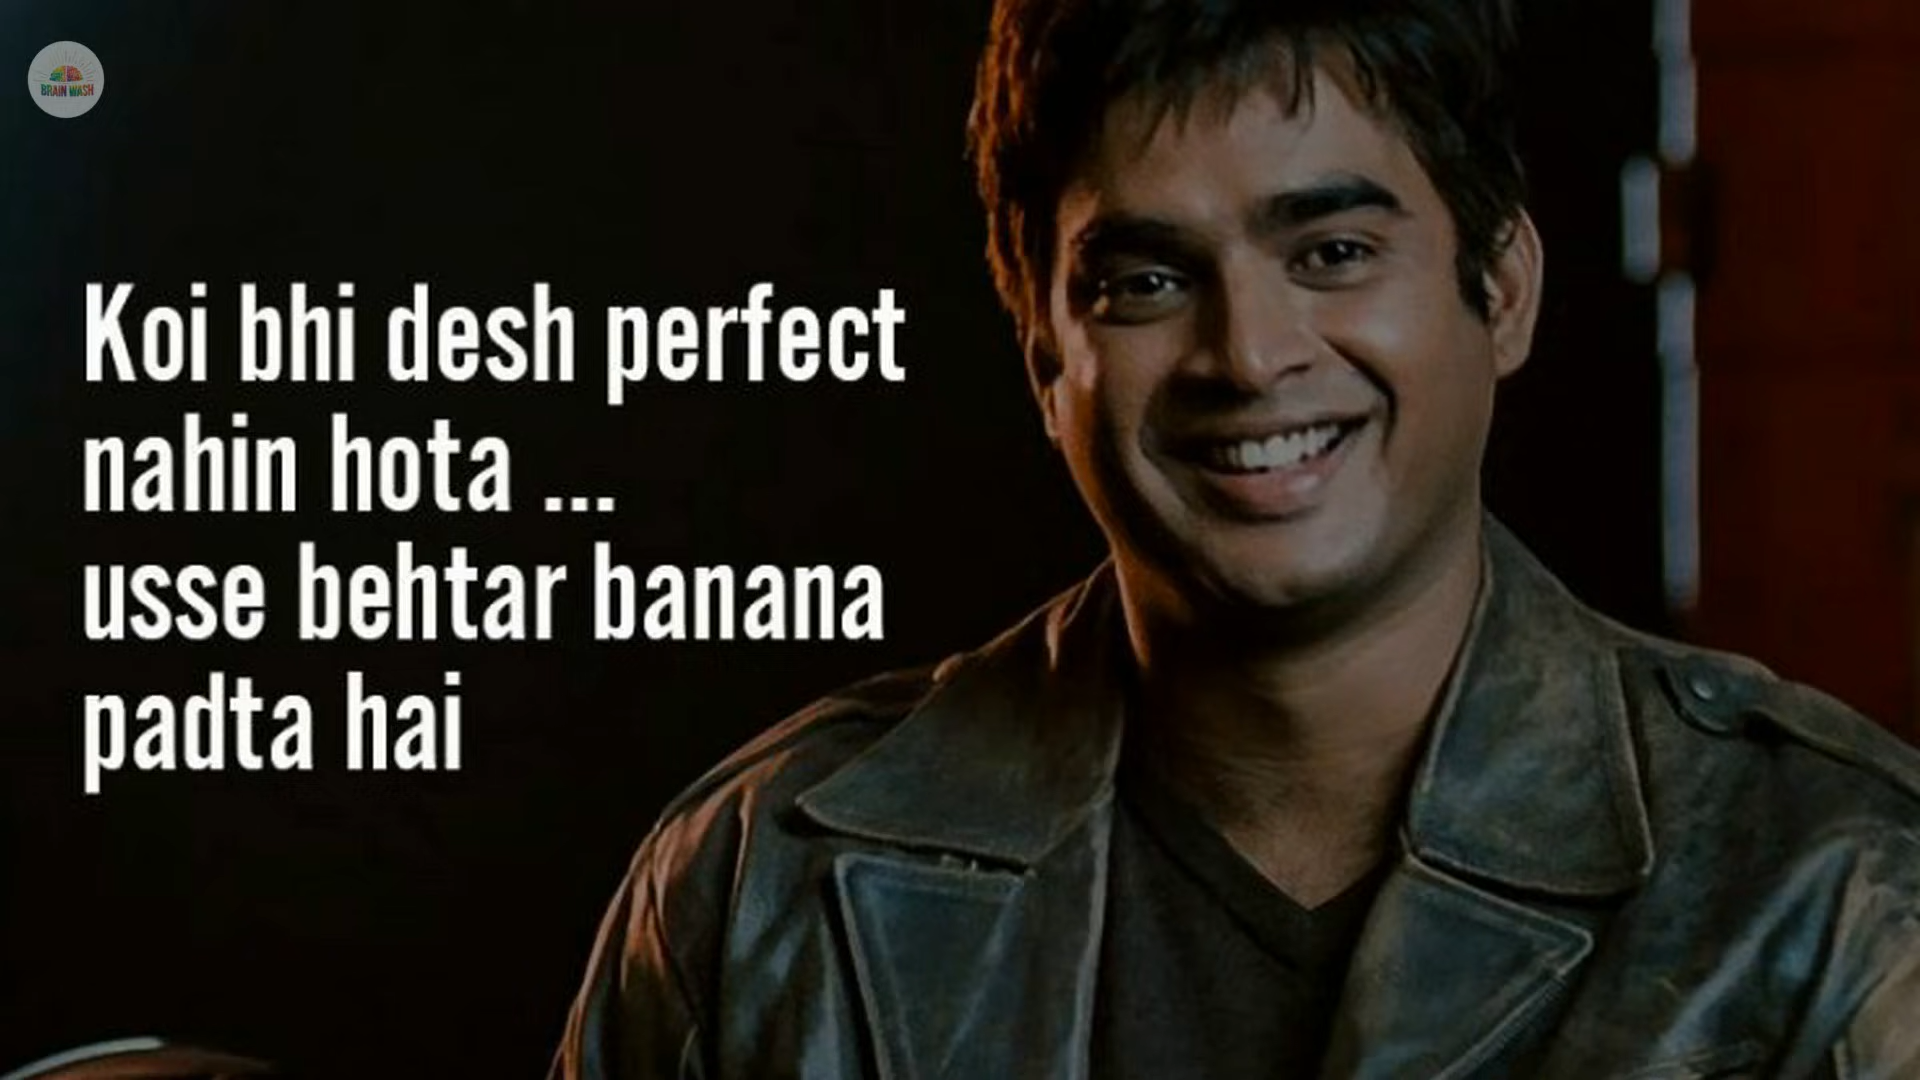 BRAIN WASH
Koi bhi desh perfect
nahin hota ...
usse behtar banana
padta hai